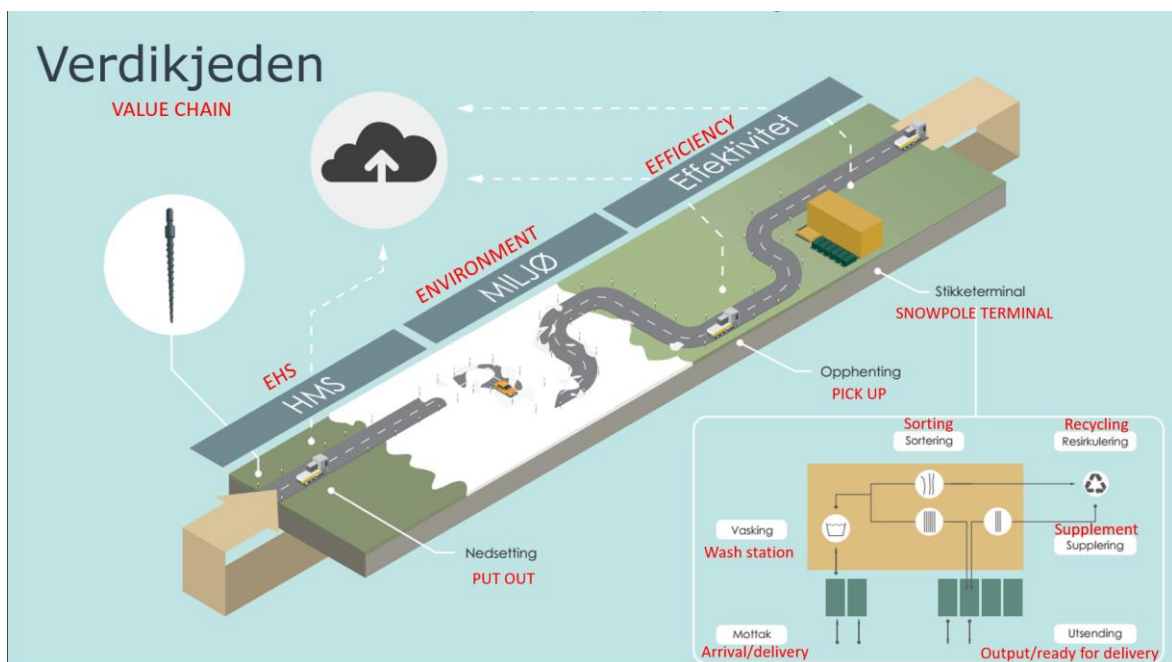 Verdikjeden
VALUE CHAIN
EFFICIENCY
Effektivitet
ENVIRONMENT
MILJØ
EHS
HMS
Stikketerminal
SNOWPOLE TERMINAL
Opphenting
PICK UP
Nedsetting
PUT OUT
Sorting
Sortering
Recycling
Resirkulering
Vasking
Wash station
Supplement
Supplering
Mottak
Arrival/delivery
Utsending
Output/ready for delivery